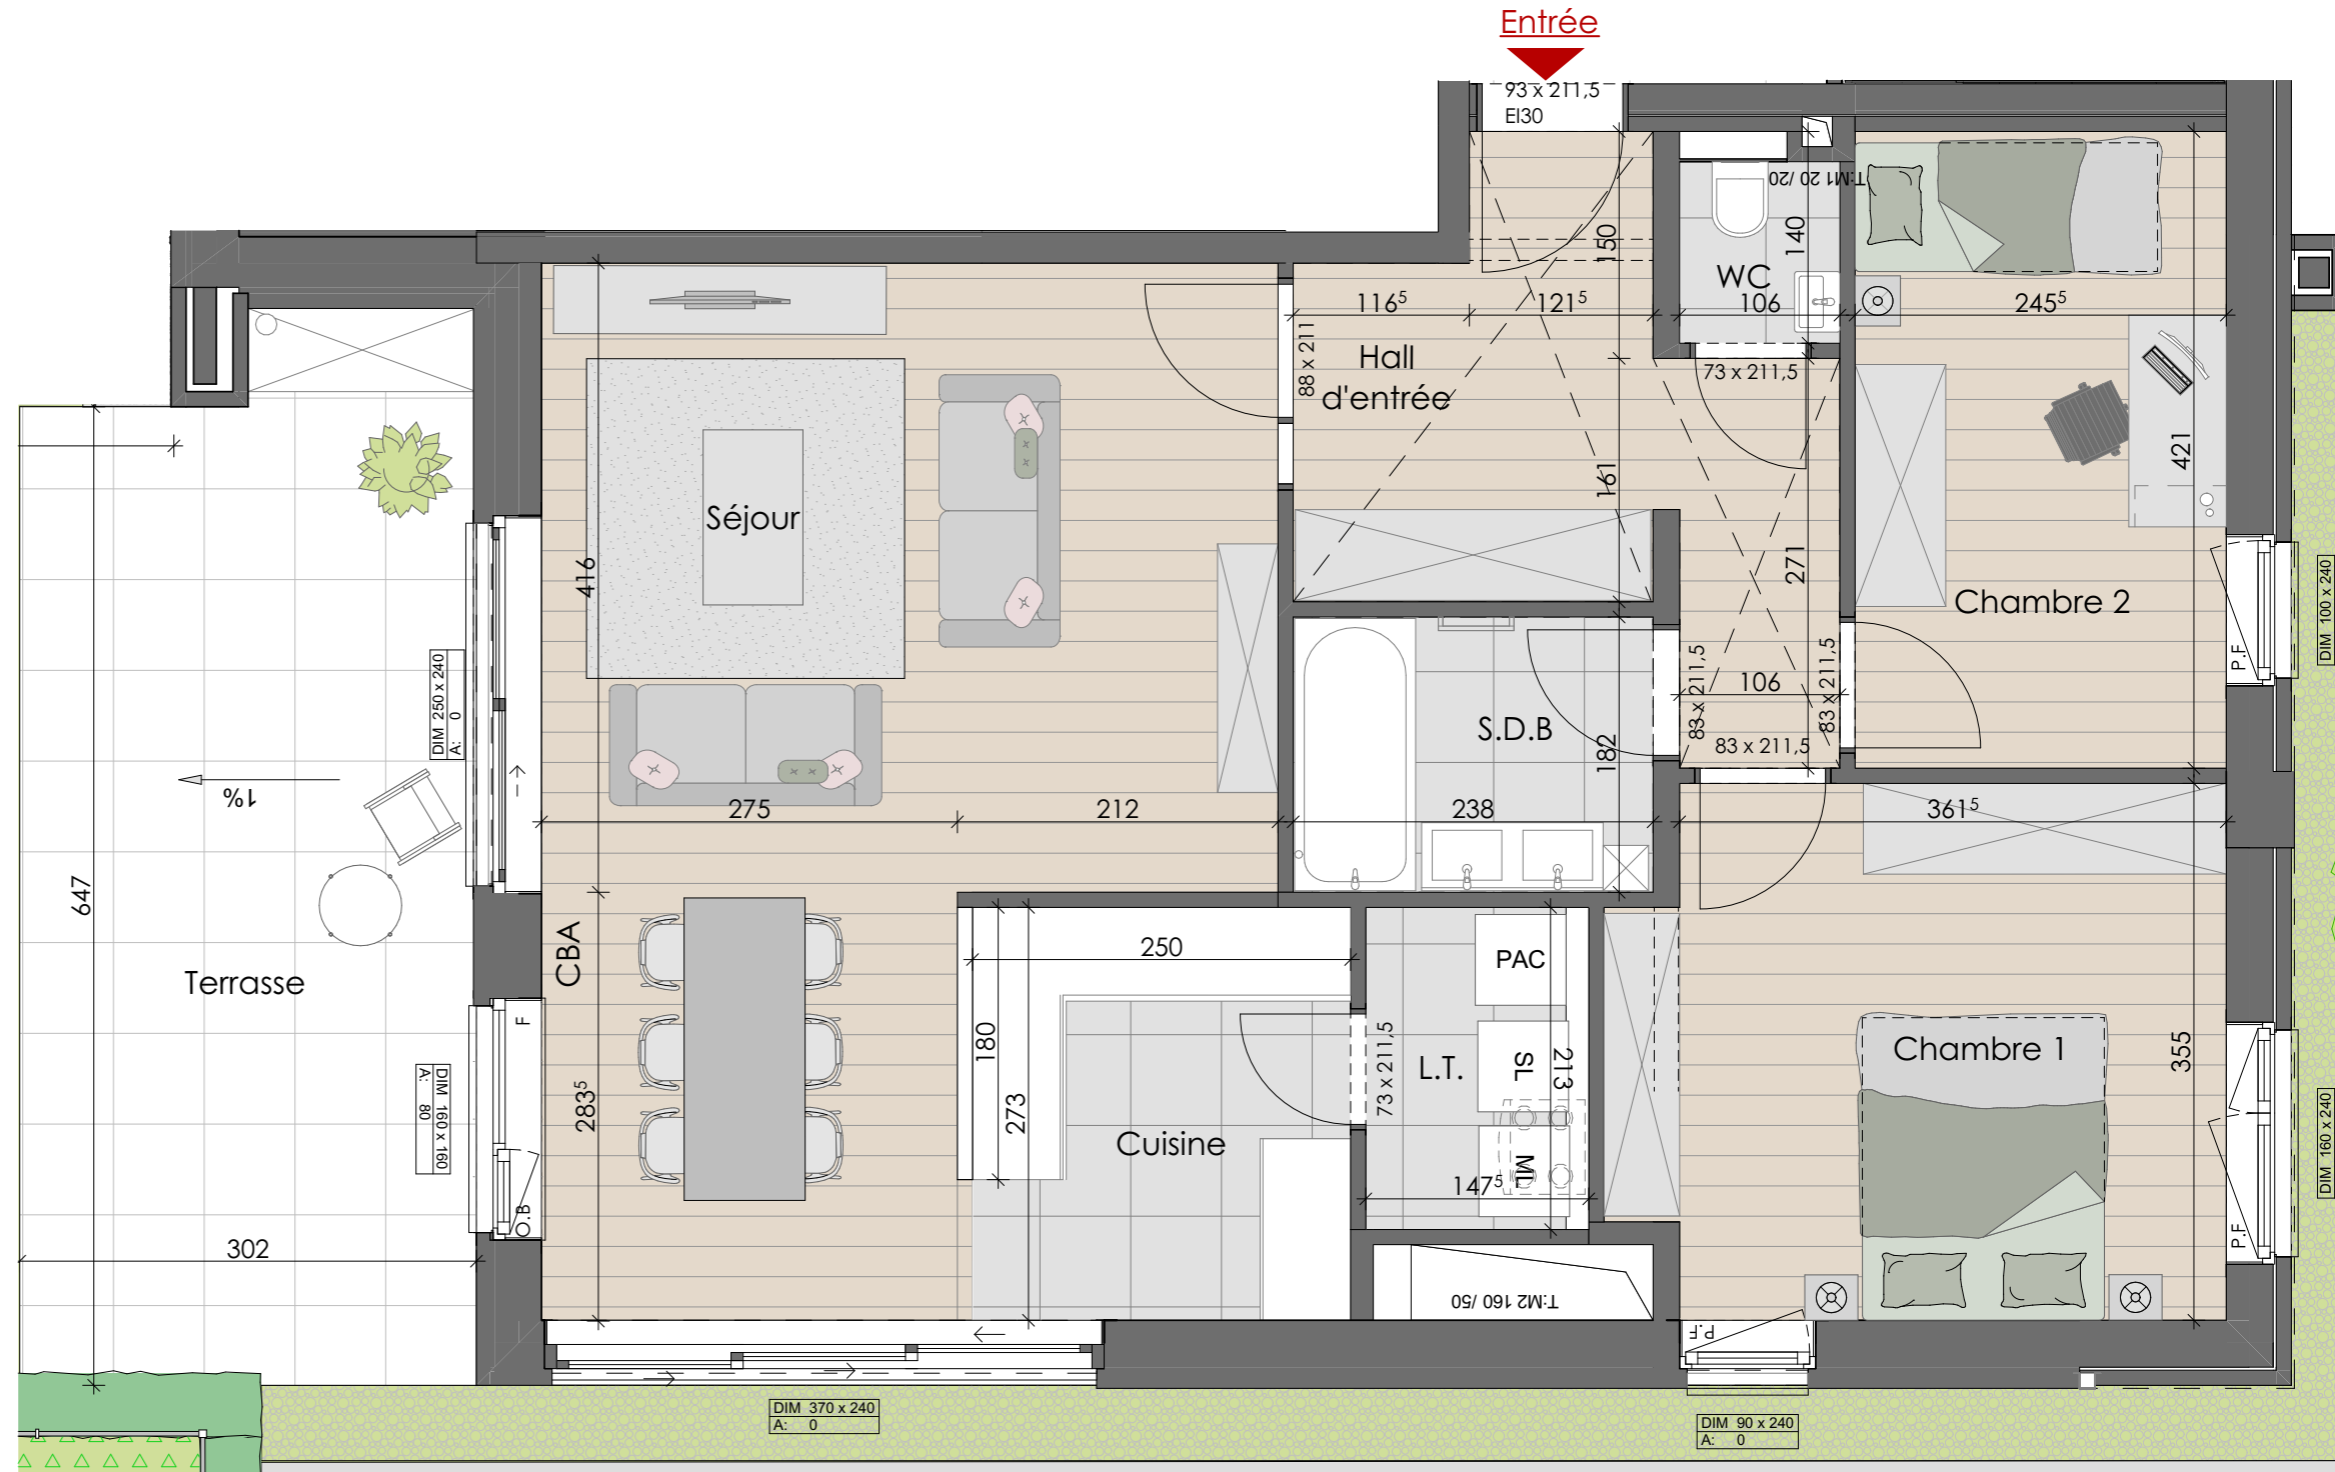 Entrée
93 x 211,5
EI30
T:M1 20 /20
150
140
WC
116⁵
121⁵
106
245⁵
88 x 211
Hall
d'entrée
73 x 211,5
421
161
Séjour
416
271
Chambre 2
DIM 100 x 240
P.F
DIM 250 x 240
A: 0
83 x 211,5
106
83 x 211,5
S.D.B
182
83 x 211,5
1%
275
212
238
361⁵
647
CBA
250
PAC
Terrasse
F
180
73 x 211,5
L.T.
SL
213
Chambre 1
355
DIM 160 x 160
A: 80
283⁵
273
Cuisine
ML
147⁵
DIM 160 x 240
O.B
P.F
302
T:M2 160 /50
P.F
DIM 370 x 240
A: 0
DIM 90 x 240
A: 0